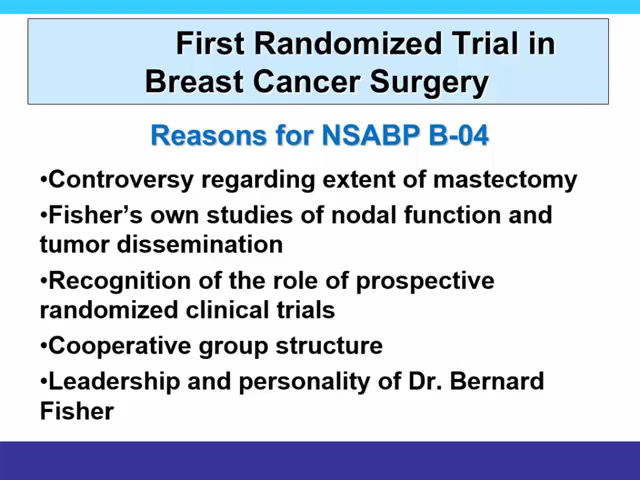 First Randomized Trial in
Breast Cancer Surgery
Reasons for NSABP B-04
•Controversy regarding extent of mastectomy
•Fisher’s own studies of nodal function and
tumor dissemination
•Recognition of the role of prospective
randomized clinical trials
•Cooperative group structure
•Leadership and personality of Dr. Bernard
Fisher